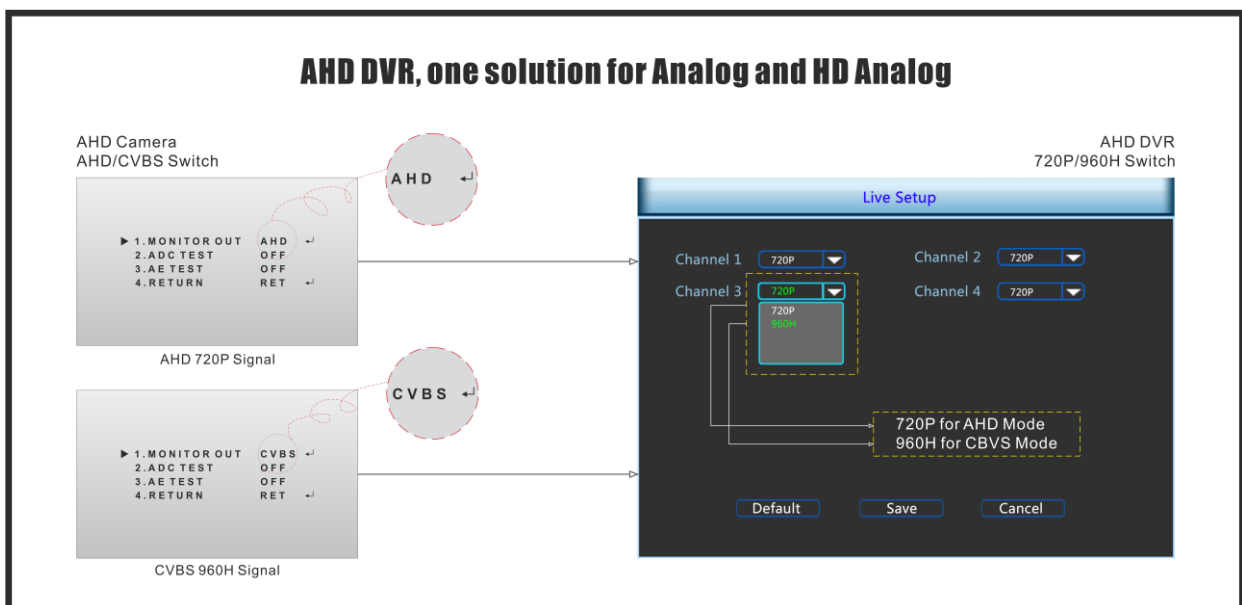 AHD DVR, one solution for Analog and HD Analog
AHD Camera
AHD/CVBS Switch
AHD ↵
▶ 1.MONITOR OUT AHD ↵
2.ADC TEST OFF
3.AE TEST OFF
4.RETURN RET ↵
AHD 720P Signal
CVBS ↵
▶ 1.MONITOR OUT CVBS ↵
2.ADC TEST OFF
3.AE TEST OFF
4.RETURN RET ↵
CVBS 960H Signal
AHD DVR
720P/960H Switch
Live Setup
Channel 1 720P Channel 2 720P
Channel 3 720P Channel 4 720P
720P
960H
720P for AHD Mode
960H for CBVS Mode
Default Save Cancel